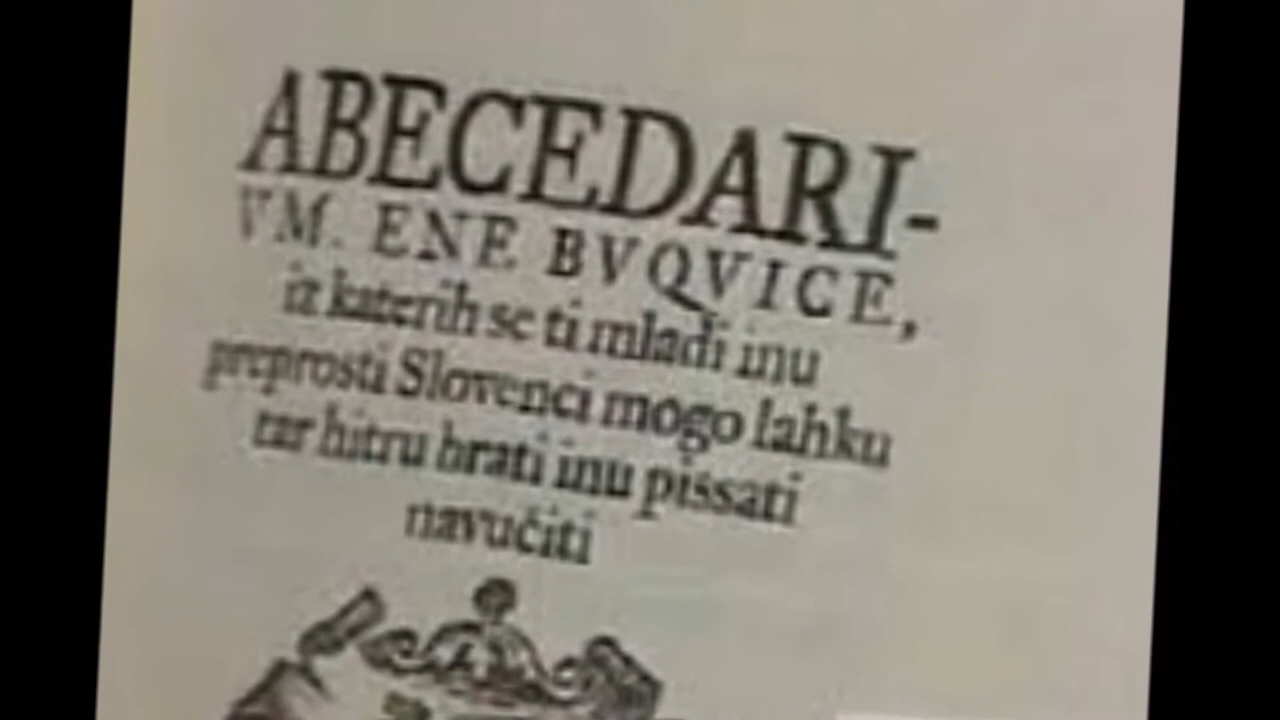 ABECEDARI-
VM. ENE BVQVICE,
iz katerih se ti mladi inu
preprosti Slovenci mogo lahku
tar hitru brati inu pissati
navučiti